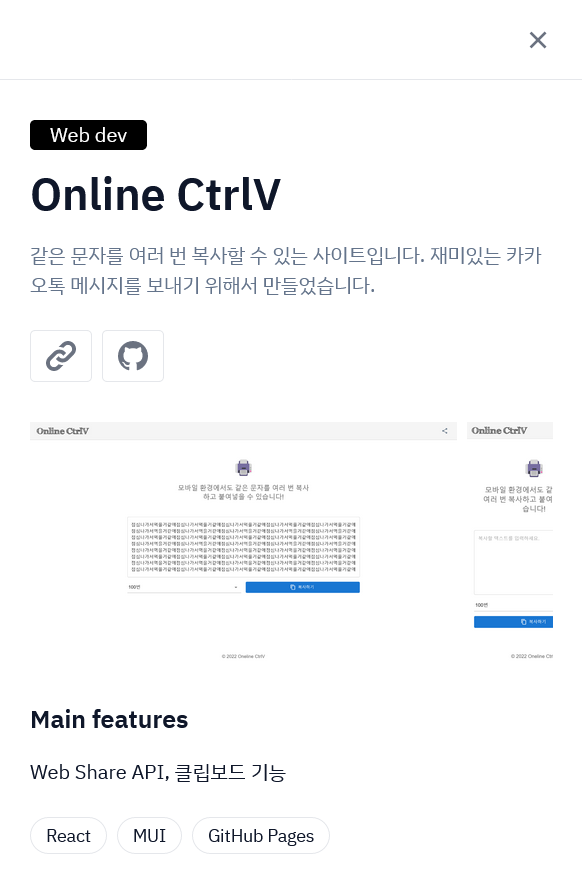 Web dev
Online CtrlV
같은 문자를 여러 번 복사할 수 있는 사이트입니다. 재미있는 카카
오톡 메시지를 보내기 위해서 만들었습니다.
Online CtrlV
모바일 환경에서도 같은 문자를 여러 번 복사
하고 붙여넣을 수 있습니다!
100번
복사하기
© 2022 Oneline CtrlV
Online CtrlV
모바일 환경에서도 같
여러 번 복사하고 붙여
습니다!
복사할 텍스트를 입력하세요.
100번
복사하기
© 2022 Oneline Ctr
Main features
Web Share API, 클립보드 기능
React
MUI
GitHub Pages